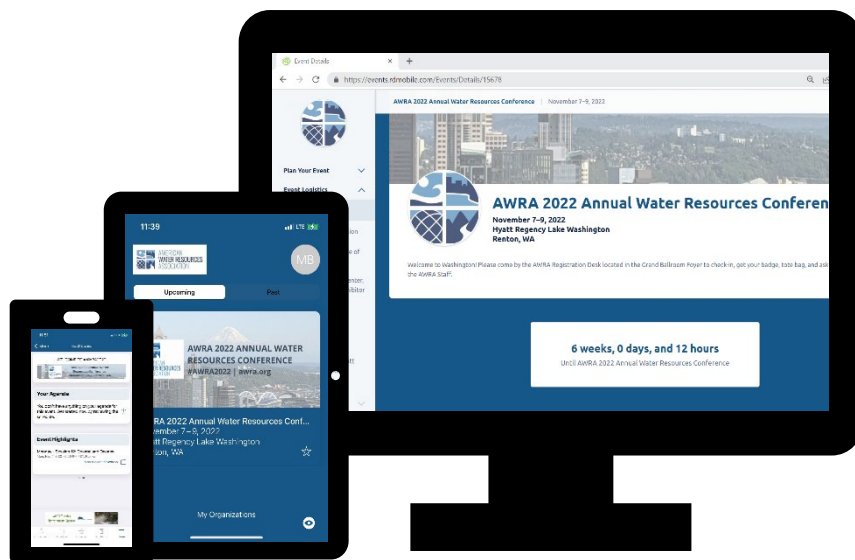 Event Details
https://events.rdmobile.com/Events/Details/15678
AWRA 2022 Annual Water Resources Conference | November 7–9, 2022
Plan Your Event
Event Logistics
AWRA 2022 Annual Water Resources Conferen
November 7–9, 2022
Hyatt Regency Lake Washington
Renton, WA
Welcome to Washington! Please come by the AWRA Registration Desk located in the Grand Ballroom Foyer to check-in, get your badge, tote bag, and ask
the AWRA Staff.
6 weeks, 0 days, and 12 hours
Until AWRA 2022 Annual Water Resources Conference
11:39
LTE
AMERICAN
WATER RESOURCES
ASSOCIATION
MB
Upcoming
Past
AWRA 2022 ANNUAL WATER
RESOURCES CONFERENCE
#AWRA2022 | awra.org
RA 2022 Annual Water Resources Conf...
vember 7–9, 2022
att Regency Lake Washington
ton, WA
My Organizations
Your Agenda
Event Highlights